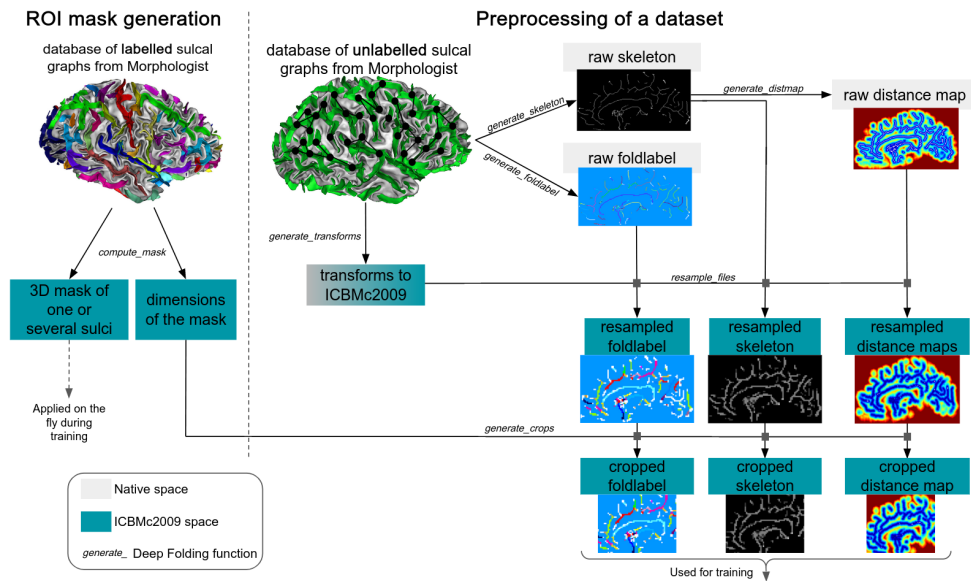 ROI mask generation
database of labelled sulcal
graphs from Morphologist
compute_mask
3D mask of
one or
several sulci
dimensions
of the mask
Applied on the
fly during
training
Native space
ICBMc2009 space
generate_ Deep Folding function
Preprocessing of a dataset
database of unlabelled sulcal
graphs from Morphologist
generate_skeleton
generate_foldlabel
raw skeleton
generate_distmap
raw distance map
raw foldlabel
generate_transforms
transforms to
ICBMc2009
resample_files
resampled
foldlabel
resampled
skeleton
resampled
distance maps
generate_crops
cropped
foldlabel
cropped
skeleton
cropped
distance map
Used for training